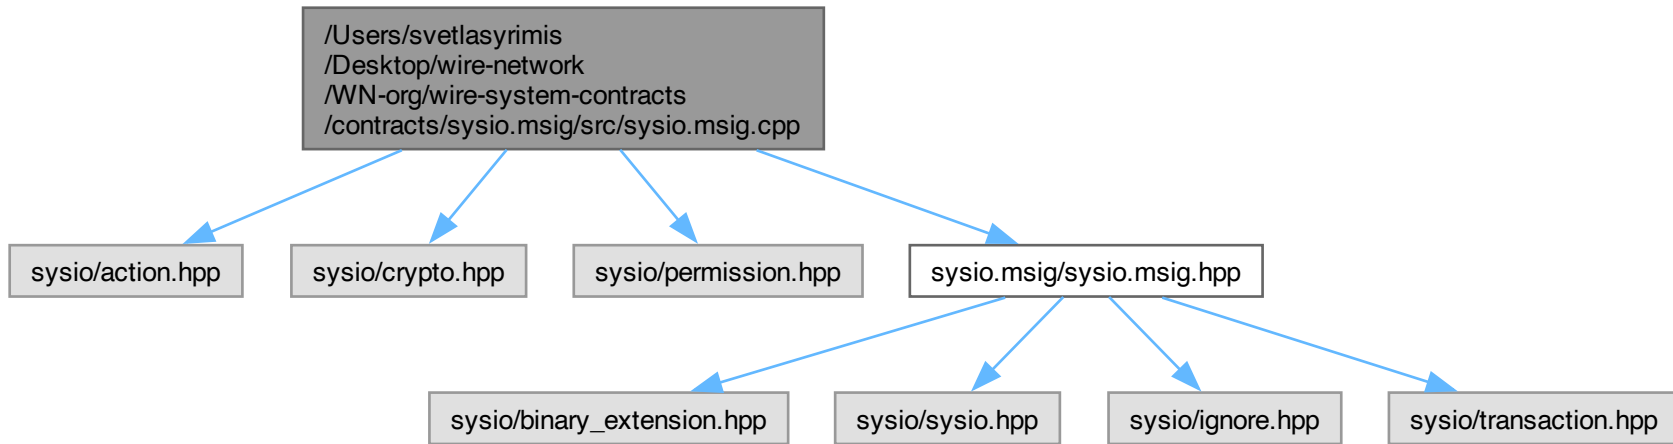 /Users/svetlasyrimis
/Desktop/wire-network
/WN-org/wire-system-contracts
/contracts/sysio.msig/src/sysio.msig.cpp
sysio/action.hpp
sysio/crypto.hpp
sysio/permission.hpp
sysio.msig/sysio.msig.hpp
sysio/binary_extension.hpp
sysio/sysio.hpp
sysio/ignore.hpp
sysio/transaction.hpp